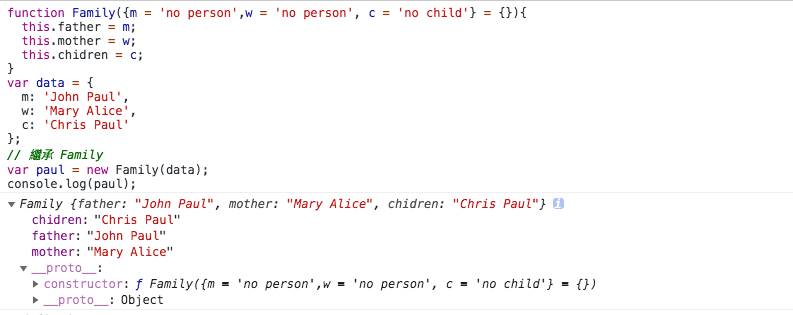 function Family({m = 'no person',w = 'no person', c = 'no child'} = {}){
this.father = m;
this.mother = w;
this.chidren = c;
}
var data = {
m: 'John Paul',
w: 'Mary Alice',
c: 'Chris Paul'
};
// 繼承 Family
var paul = new Family(data);
console.log(paul);
Family {father: "John Paul", mother: "Mary Alice", chidren: "Chris Paul"} i
chidren: "Chris Paul"
father: "John Paul"
mother: "Mary Alice"
__proto__:
constructor: ƒ Family({m = 'no person',w = 'no person', c = 'no child'} = {})
__proto__: Object